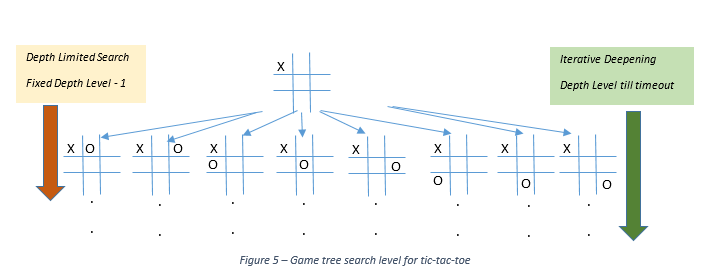 Depth Limited Search
Fixed Depth Level - 1
Iterative Deepening
Depth Level till timeout
X
X O
X O
X
O
X
O
X
O
X
O
X
O
X
O
Figure 5 – Game tree search level for tic-tac-toe